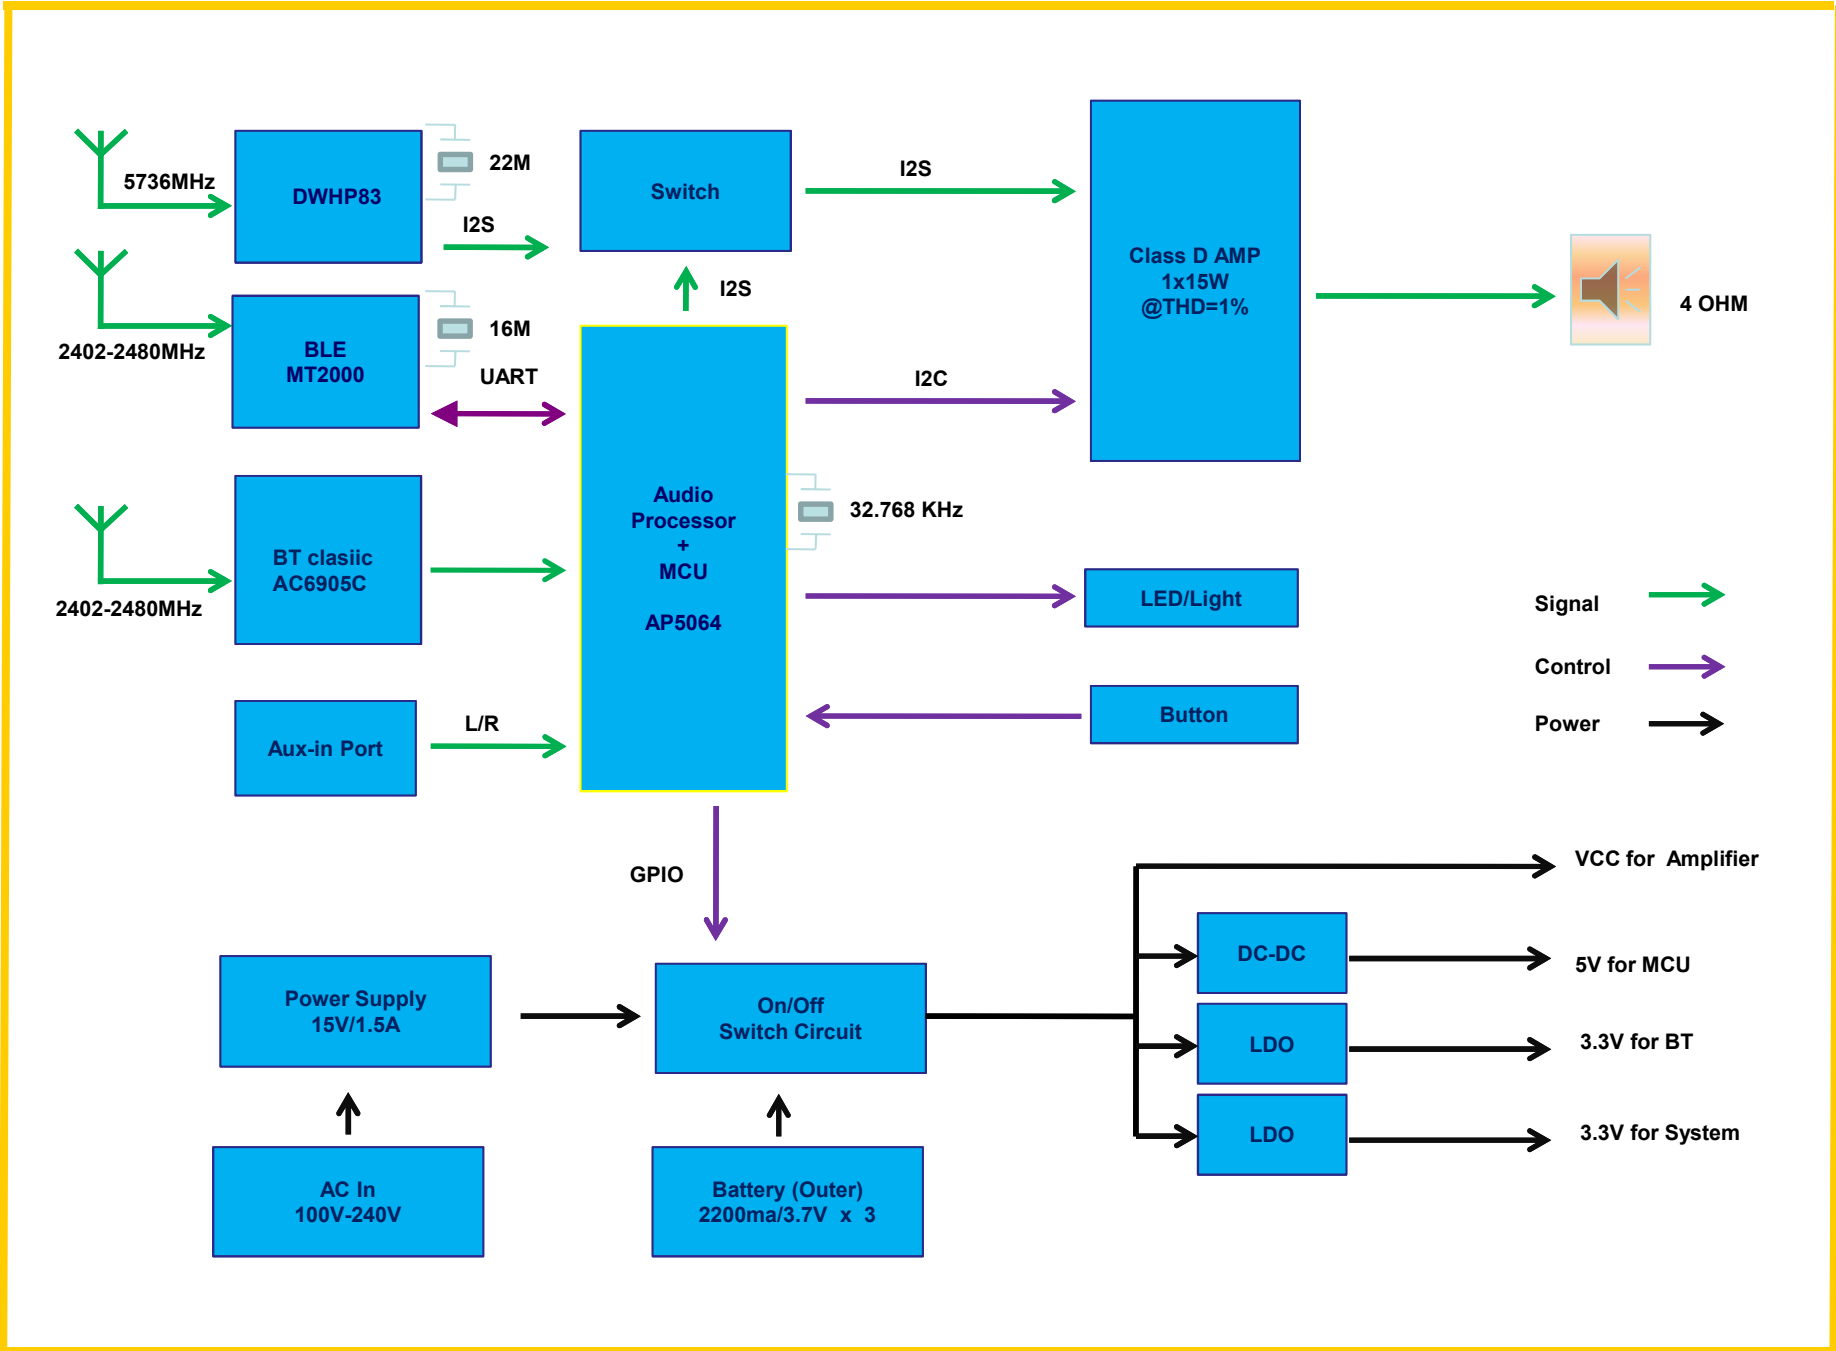 5736MHz
DWHP83
22M
I2S
Switch
I2S
I2S
2402-2480MHz
BLE
MT2000
16M
UART
Class D AMP
1x15W
@THD=1%
4 OHM
I2C
Audio
Processor
+
MCU
AP5064
32.768 KHz
BT clasiic
AC6905C
2402-2480MHz
LED/Light
Button
Aux-in Port
L/R
Signal
Control
Power
GPIO
VCC for Amplifier
DC-DC
5V for MCU
LDO
3.3V for BT
LDO
3.3V for System
Power Supply
15V/1.5A
On/Off
Switch Circuit
AC In
100V-240V
Battery (Outer)
2200ma/3.7V x 3